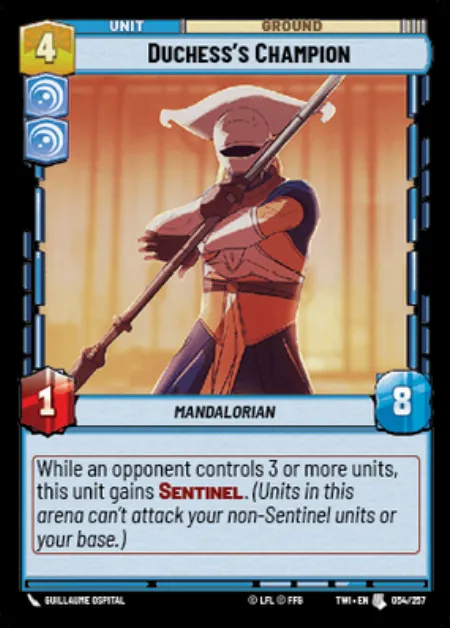 UNIT
GROUND
4
DUCHESS'S CHAMPION
1
MANDALORIAN
8
While an opponent controls 3 or more units,
this unit gains SENTINEL. (Units in this
arena can't attack your non-Sentinel units or
your base.)
GUILLAUME OSPITAL
© LFL © FFG
TWI • EN
054/257